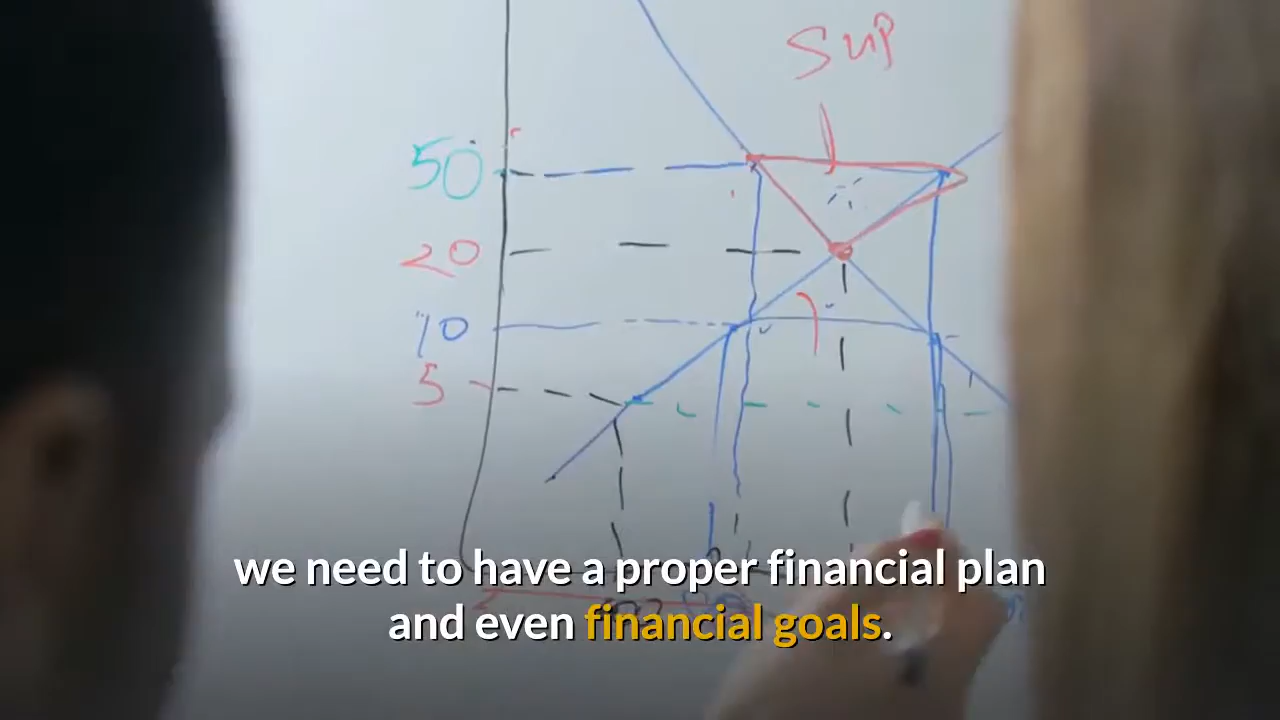 sup
50
20
10
5
we need to have a proper financial plan
and even financial goals.